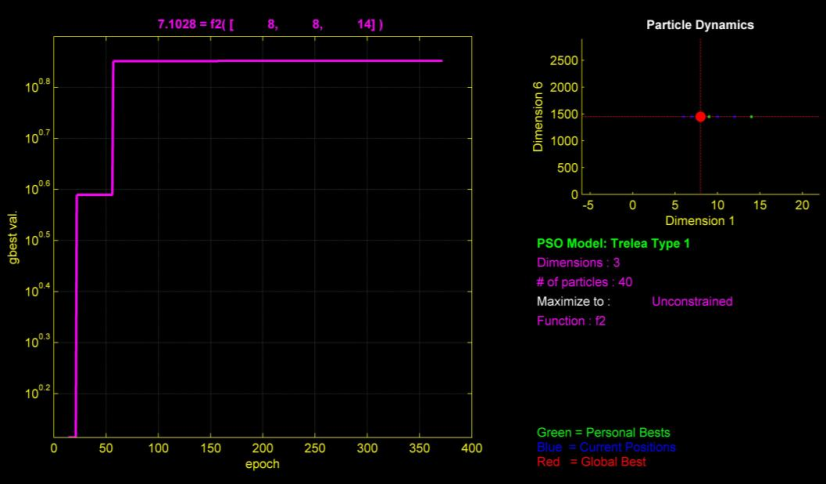 7.1028 = f2( [ 8, 8, 14] )
gbest val.
10^0.8
10^0.7
10^0.6
10^0.5
10^0.4
10^0.3
10^0.2
0 50 100 150 200 250 300 350 400
epoch
Particle Dynamics
Dimension 6
2500
2000
1500
1000
500
0
-5 0 5 10 15 20
Dimension 1
PSO Model: Trelea Type 1
Dimensions : 3
# of particles : 40
Maximize to : Unconstrained
Function : f2
Green = Personal Bests
Blue = Current Positions
Red = Global Best